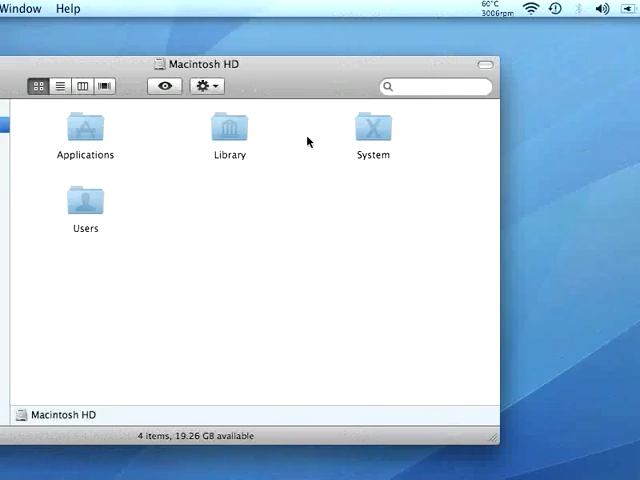 Window Help
60°C
3006rpm
Macintosh HD
Applications
Library
System
Users
Macintosh HD
4 items, 19.26 GB available